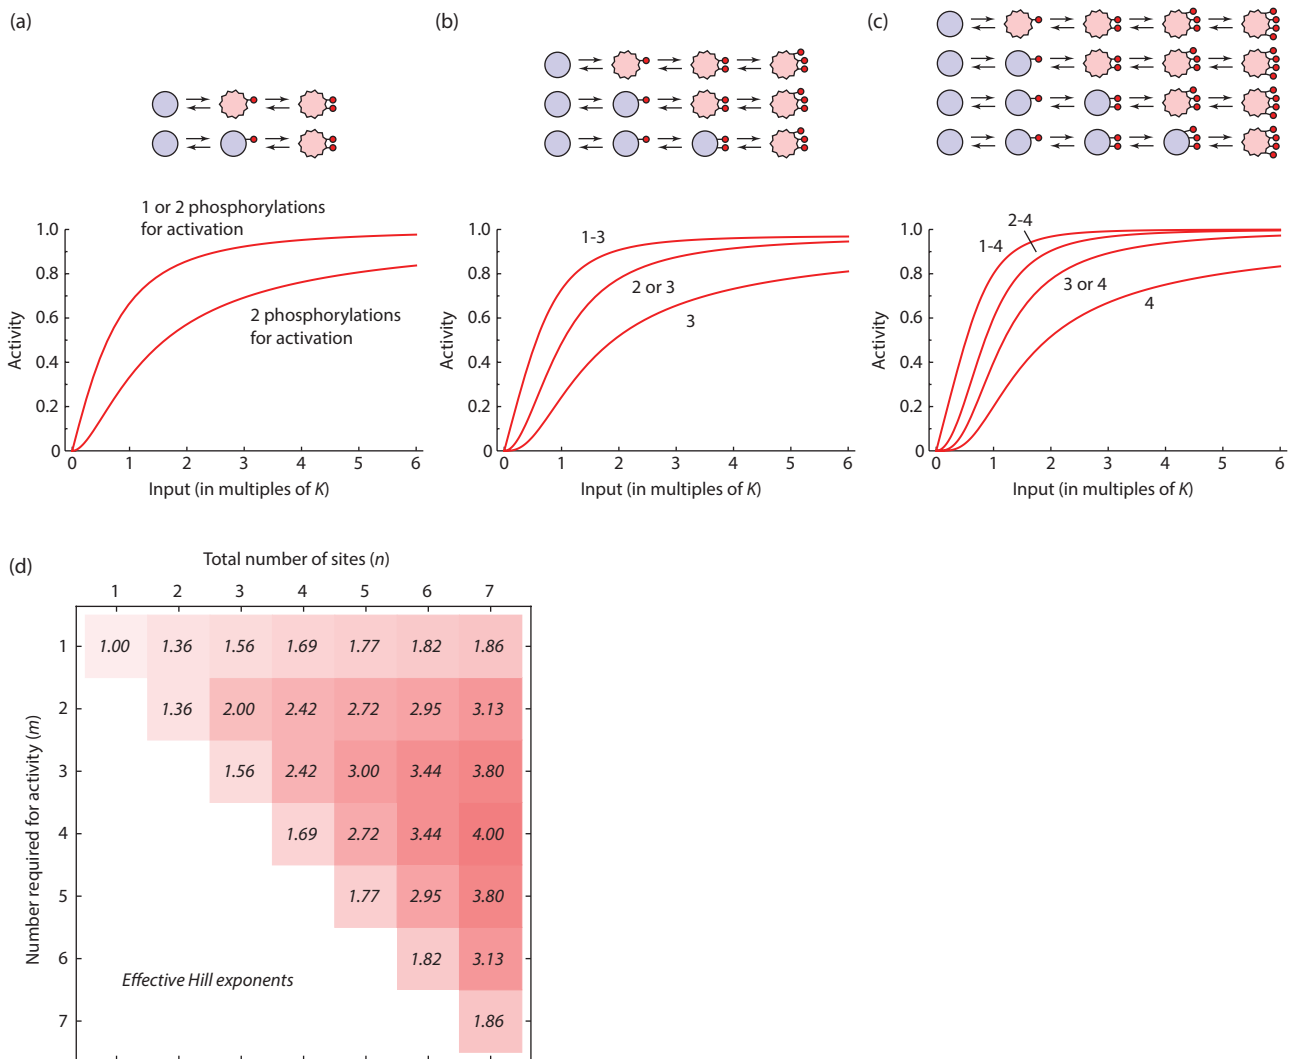 (a)
(b)
(c)
1 or 2 phosphorylations
for activation
2 phosphorylations
for activation
Activity
1.0
0.8
0.6
0.4
0.2
0
0 1 2 3 4 5 6
Input (in multiples of K)
1-3
2 or 3
3
Activity
1.0
0.8
0.6
0.4
0.2
0
0 1 2 3 4 5 6
Input (in multiples of K)
2-4
1-4
3 or 4
4
Activity
1.0
0.8
0.6
0.4
0.2
0
0 1 2 3 4 5 6
Input (in multiples of K)
(d)
Total number of sites (n)
1 2 3 4 5 6 7
Number required for activity (m)
1 1.00 1.36 1.56 1.69 1.77 1.82 1.86
2 1.36 2.00 2.42 2.72 2.95 3.13
3 1.56 2.42 3.00 3.44 3.80
4 1.69 2.72 3.44 4.00
5 1.77 2.95 3.80
6 1.82 3.13
Effective Hill exponents
7 1.86